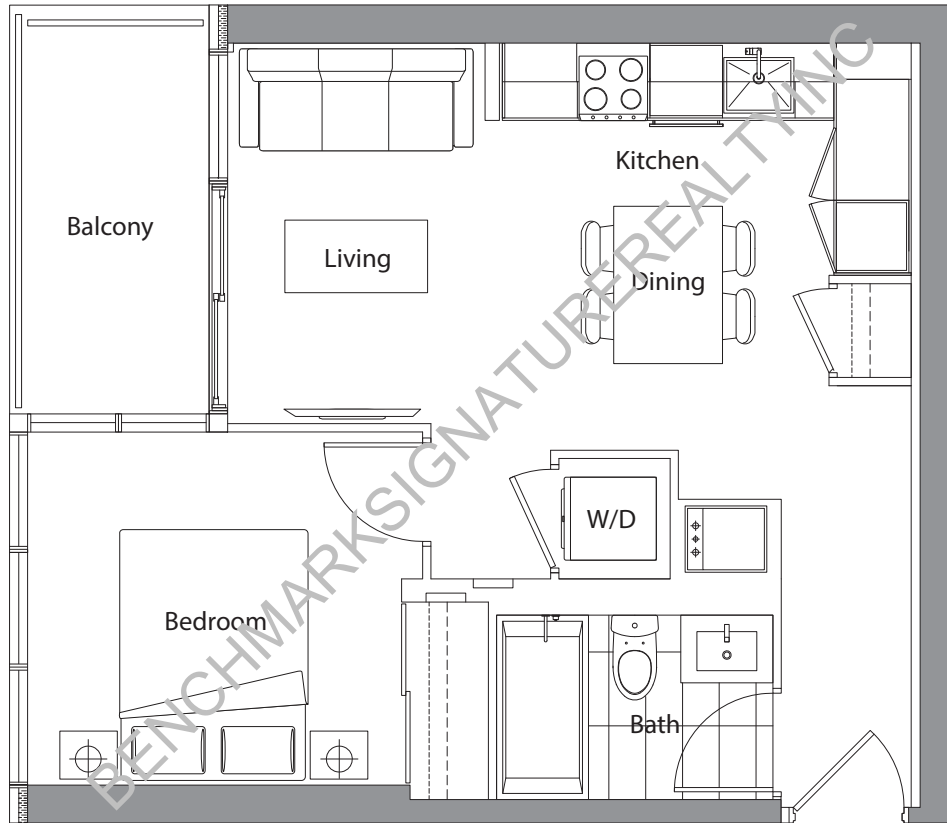 Kitchen
Balcony
Living
Dining
W/D
Bedroom
Bath
BENCHMARKSIGNATUREREALTYINC